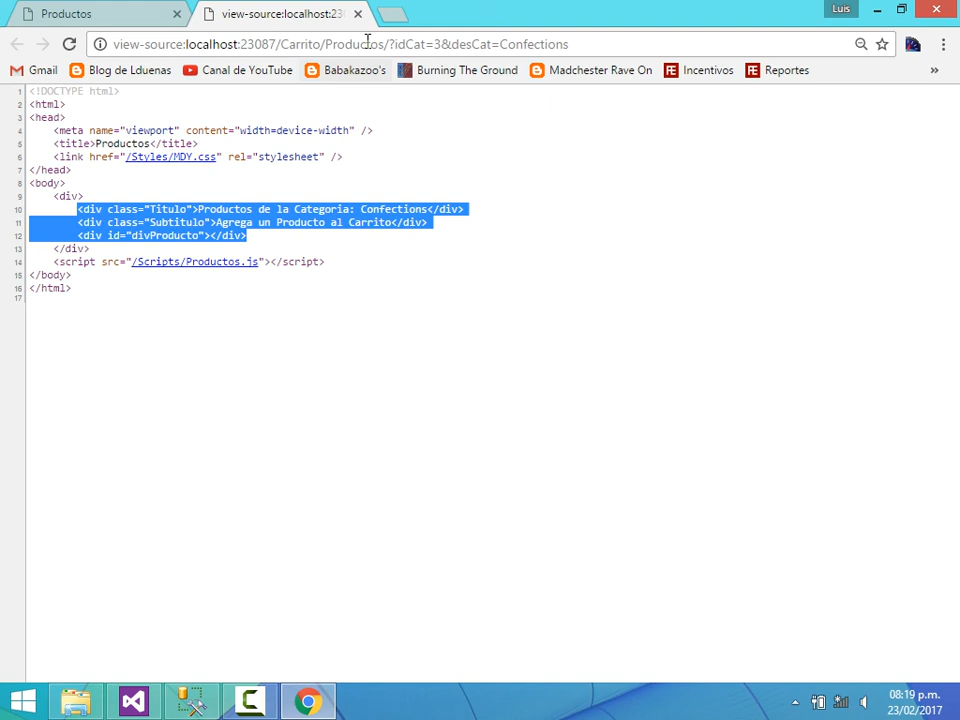 Productos
view-source:localhost:230
Luis
view-source:localhost:23087/Carrito/Productos/?idCat=3&desCat=Confections
Gmail
Blog de Lduenas
Canal de YouTube
Babakazoo's
Burning The Ground
Madchester Rave On
Incentivos
Reportes
»
1 <!DOCTYPE html>
2 <html>
3 <head>
4 <meta name="viewport" content="width=device-width" />
5 <title>Productos</title>
6 <link href="/Styles/MDY.css" rel="stylesheet" />
7 </head>
8 <body>
9 <div>
10 <div class="Titulo">Productos de la Categoria: Confections</div>
11 <div class="Subtitulo">Agrega un Producto al Carrito</div>
12 <div id="divProducto"></div>
13 </div>
14 <script src="/Scripts/Productos.js"></script>
15 </body>
16 </html>
17
08:19 p.m.
23/02/2017